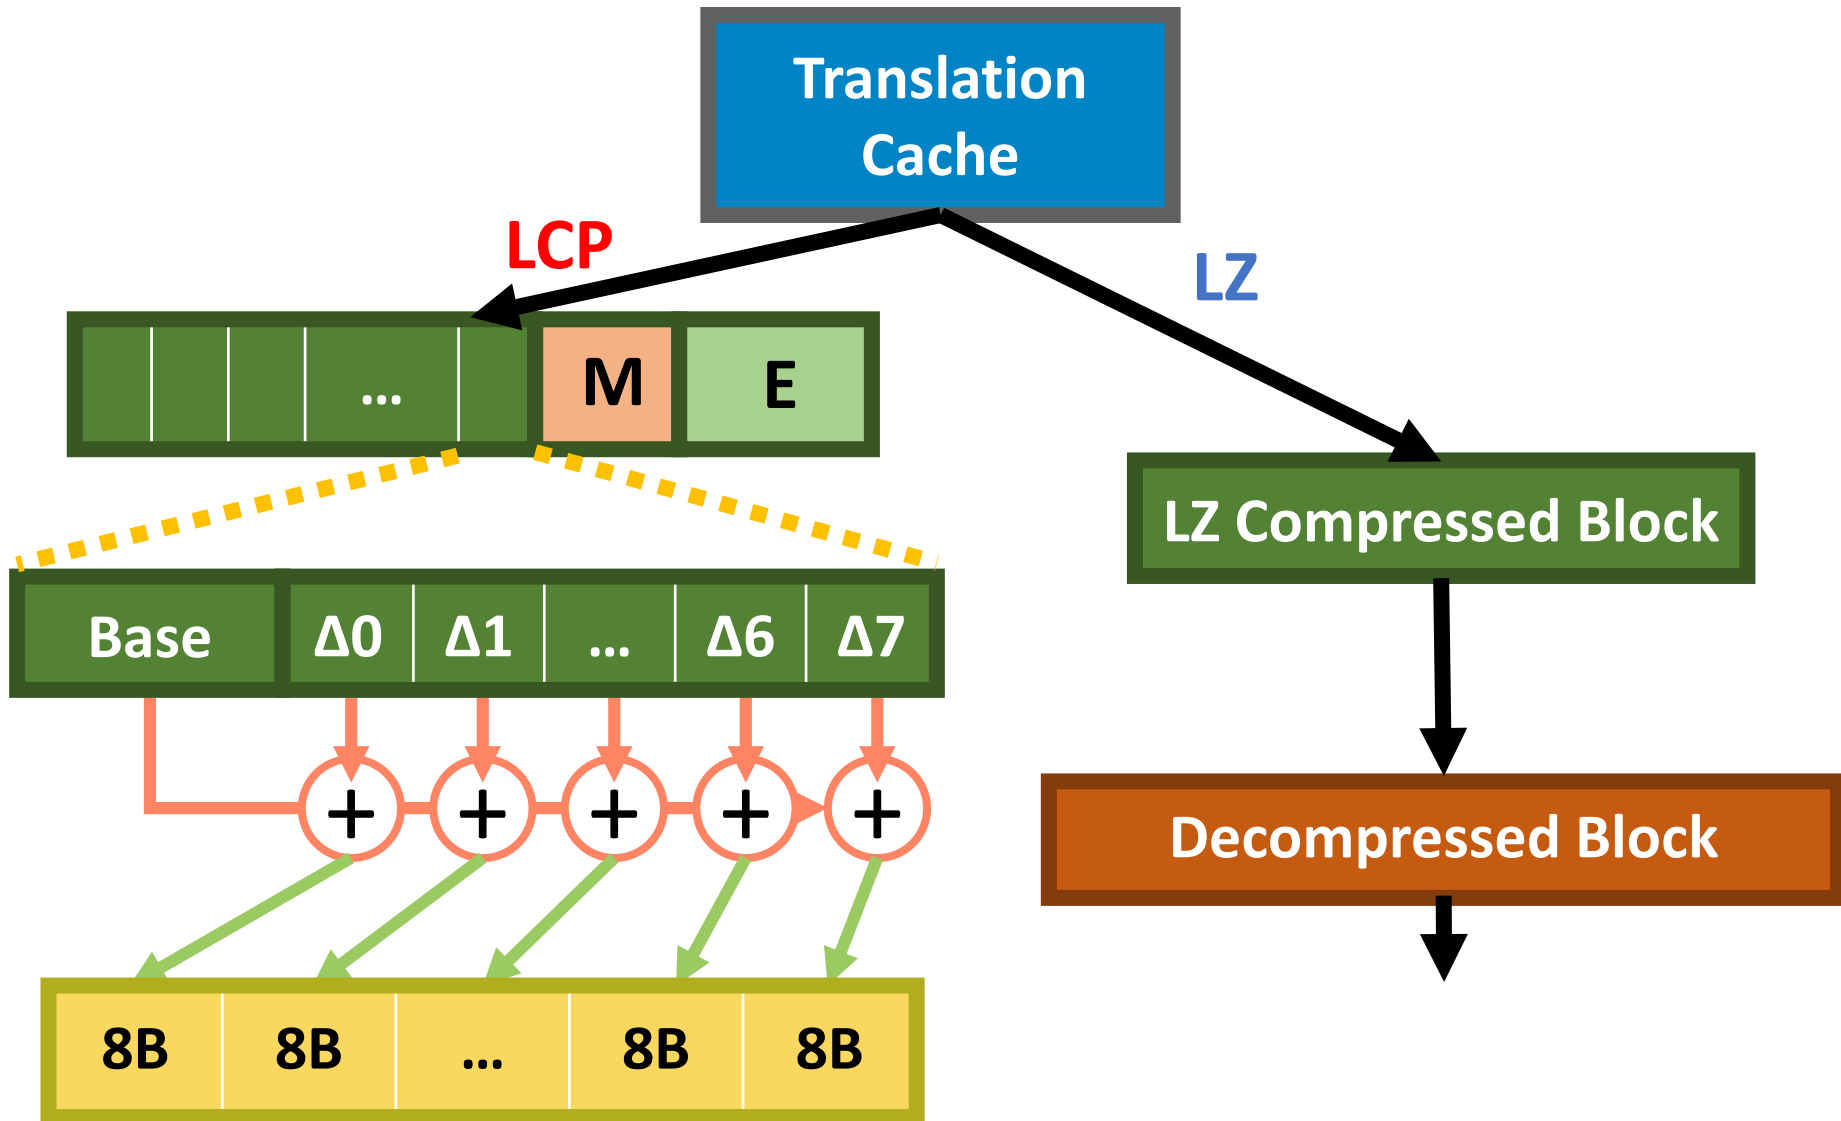 Translation
Cache
LCP
LZ
... M E
LZ Compressed Block
Base Δ0 Δ1 ... Δ6 Δ7
+ + + + +
Decompressed Block
8B 8B ... 8B 8B